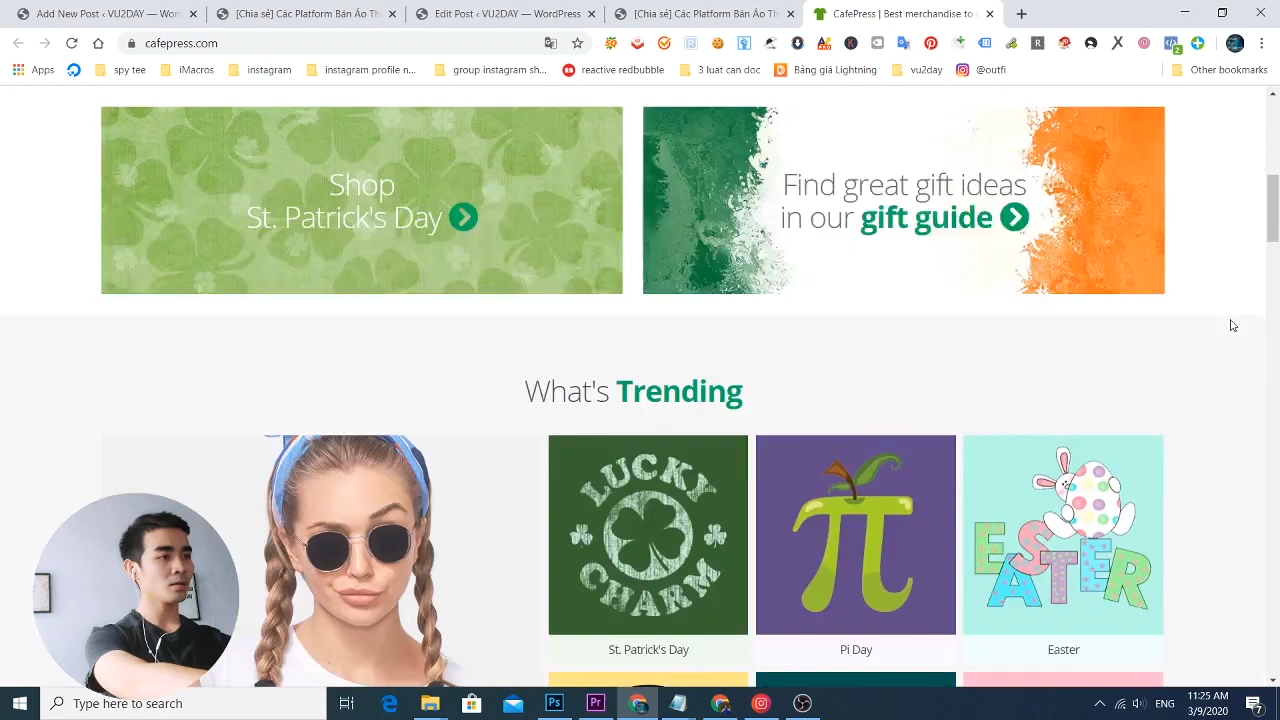 Add New Post ‹ VU2DAY — Wor
[Chia sẻ] Các Platform Bán Áo Th
Edit Post ‹ VU2DAY — WordPress
[Chia sẻ] Các Platform Bán Áo Th
CafePress | Best merchandise to c
cafepress.com
Apps
spy tee
iMacros
instagram
instagram profile n...
group intagram sh...
reactive redbubble
3 luat can doc
Bảng giá Lightning
vu2day
@outfi
Other bookmarks
Shop
St. Patrick's Day
Find great gift ideas
in our gift guide
What's Trending
LUCKY
CHARM
π
EASTER
St. Patrick's Day
Pi Day
Easter
Type here to search
ENG
11:25 AM
3/9/2020